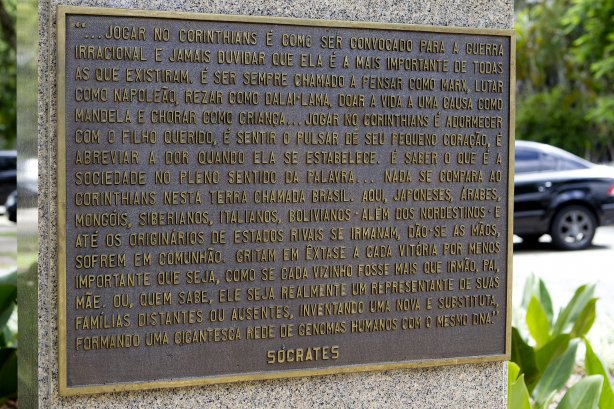 “...JOGAR NO CORINTHIANS É COMO SER CONVOCADO PARA A GUERRA
IRRACIONAL E JAMAIS DUVIDAR QUE ELA É A MAIS IMPORTANTE DE TODAS
AS QUE EXISTIRAM. É SER SEMPRE CHAMADO A PENSAR COMO MARX, LUTAR
COMO NAPOLEÃO, REZAR COMO DALAI-LAMA, DOAR A VIDA A UMA CAUSA COMO
MANDELA E CHORAR COMO CRIANÇA... JOGAR NO CORINTHIANS É ADORMECER
COM O FILHO QUERIDO, É SENTIR O PULSAR DE SEU PEQUENO CORAÇÃO, É
ABREVIAR A DOR QUANDO ELA SE ESTABELECE. É SABER O QUE É A
SOCIEDADE NO PLENO SENTIDO DA PALAVRA... NADA SE COMPARA AO
CORINTHIANS NESTA TERRA CHAMADA BRASIL. AQUI, JAPONESES, ÁRABES,
MONGÓIS, SIBERIANOS, ITALIANOS, BOLIVIANOS - ALÉM DOS NORDESTINOS - E
ATÉ OS ORIGINÁRIOS DE ESTADOS RIVAIS SE IRMANAM, DÃO-SE AS MÃOS,
SOFREM EM COMUNHÃO. GRITAM EM ÊXTASE A CADA VITÓRIA POR MENOS
IMPORTANTE QUE SEJA, COMO SE CADA VIZINHO FOSSE MAIS QUE IRMÃO, PAI,
MÃE. OU, QUEM SABE, ELE SEJA REALMENTE UM REPRESENTANTE DE SUAS
FAMÍLIAS DISTANTES OU AUSENTES, INVENTANDO UMA NOVA E SUBSTITUTA,
FORMANDO UMA GIGANTESCA REDE DE GENOMAS HUMANOS COM O MESMO DNA.”
SÓCRATES